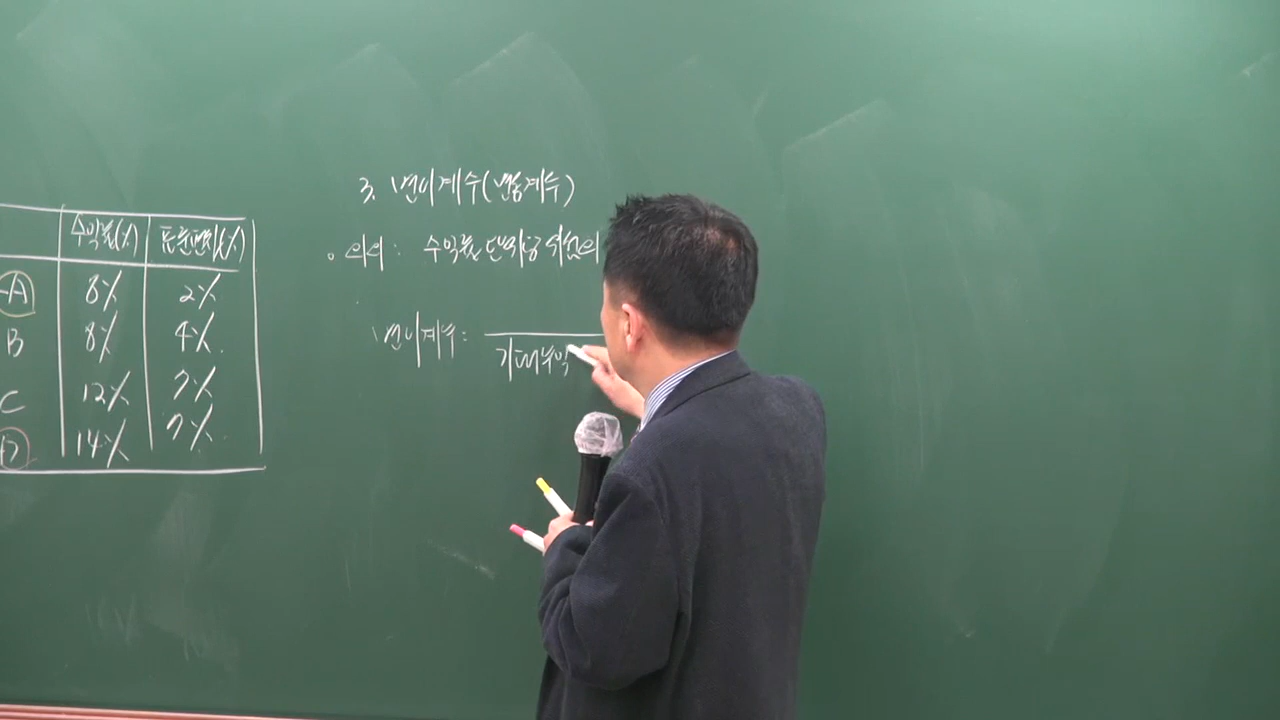 수익률(%) 표준편차(%)
A 8% 2%
B 8% 4%
C 12% 7%
D 14% 7%
3. 변이계수(변동계수)
。의의: 수익률 단위당 위험의
변이계수:
기대수익